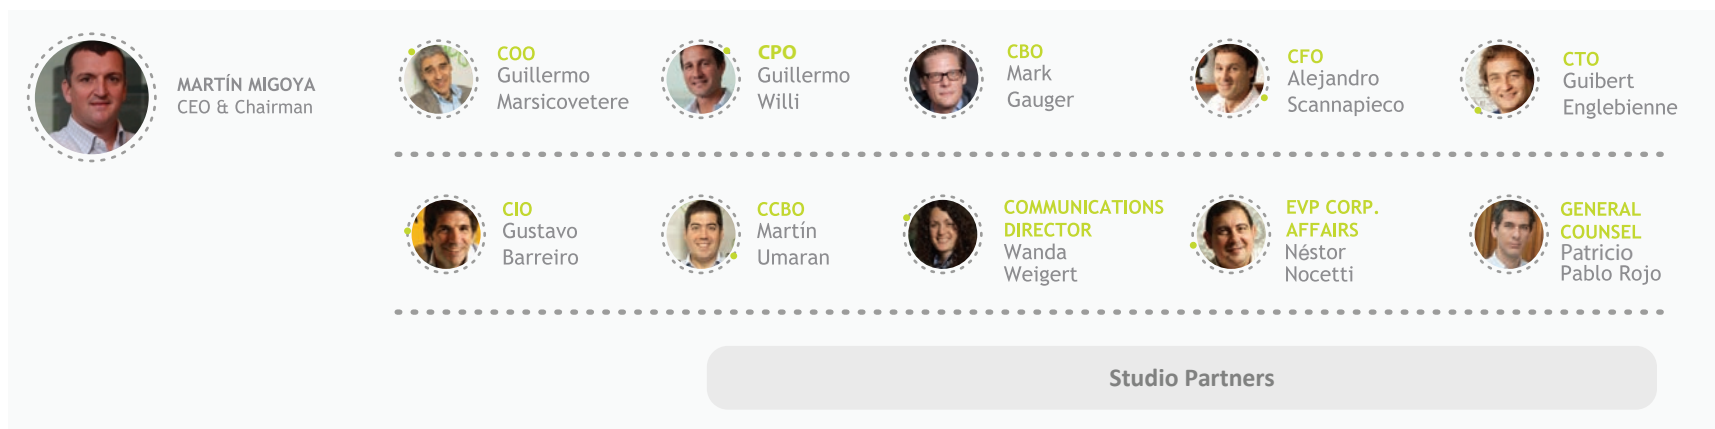 MARTÍN MIGOYA
CEO & Chairman
COO
Guillermo
Marsicovetere
CPO
Guillermo
Willi
CBO
Mark
Gauger
CFO
Alejandro
Scannapieco
CTO
Guibert
Englebienne
CIO
Gustavo
Barreiro
CCBO
Martín
Umaran
COMMUNICATIONS
DIRECTOR
Wanda
Weigert
EVP CORP.
AFFAIRS
Néstor
Nocetti
GENERAL
COUNSEL
Patricio
Pablo Rojo
Studio Partners